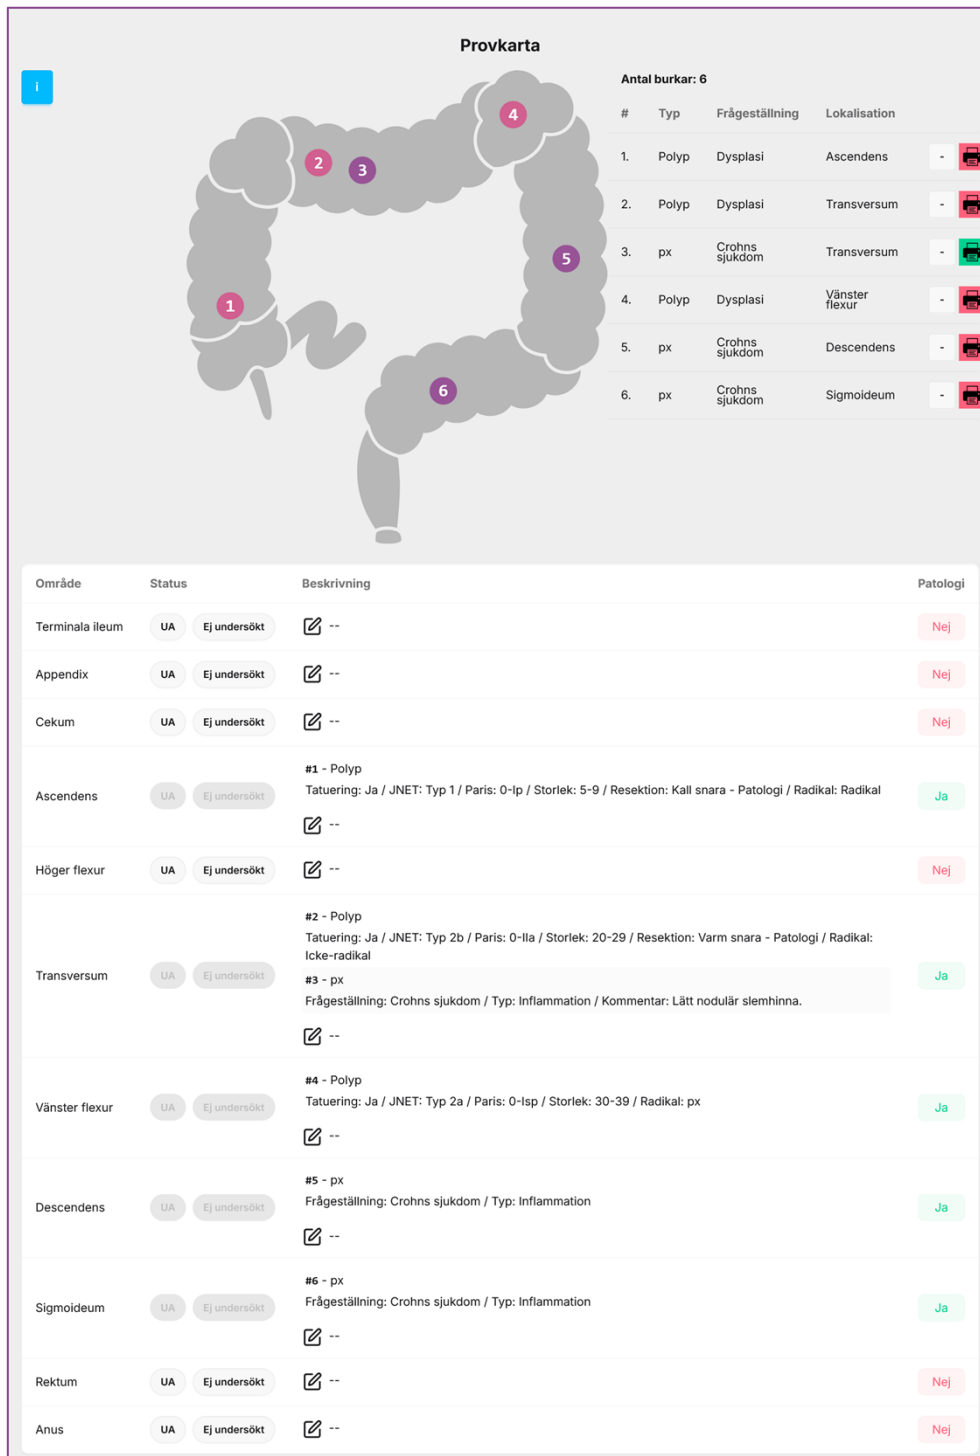 Provkarta
i
Antal burkar: 6
# Typ Frågeställning Lokalisation
1. Polyp Dysplasi Ascendens -
2. Polyp Dysplasi Transversum -
3. px Crohns sjukdom Transversum -
4. Polyp Dysplasi Vänster flexur -
5. px Crohns sjukdom Descendens -
6. px Crohns sjukdom Sigmoideum -
1
2
3
4
5
6
Område Status Beskrivning Patologi
Terminala ileum UA Ej undersökt -- Nej
Appendix UA Ej undersökt -- Nej
Cekum UA Ej undersökt -- Nej
#1 - Polyp
Tatuering: Ja / JNET: Typ 1 / Paris: 0-Ip / Storlek: 5-9 / Resektion: Kall snara - Patologi / Radikal: Radikal
Ascendens UA Ej undersökt Ja
--
Höger flexur UA Ej undersökt -- Nej
#2 - Polyp
Tatuering: Ja / JNET: Typ 2b / Paris: 0-IIa / Storlek: 20-29 / Resektion: Varm snara - Patologi / Radikal:
Icke-radikal
Transversum UA Ej undersökt Ja
#3 - px
Frågeställning: Crohns sjukdom / Typ: Inflammation / Kommentar: Lätt nodulär slemhinna.
--
#4 - Polyp
Tatuering: Ja / JNET: Typ 2a / Paris: 0-Isp / Storlek: 30-39 / Radikal: px
Vänster flexur UA Ej undersökt Ja
--
#5 - px
Frågeställning: Crohns sjukdom / Typ: Inflammation
Descendens UA Ej undersökt Ja
--
#6 - px
Frågeställning: Crohns sjukdom / Typ: Inflammation
Sigmoideum UA Ej undersökt Ja
--
Rektum UA Ej undersökt -- Nej
Anus UA Ej undersökt -- Nej